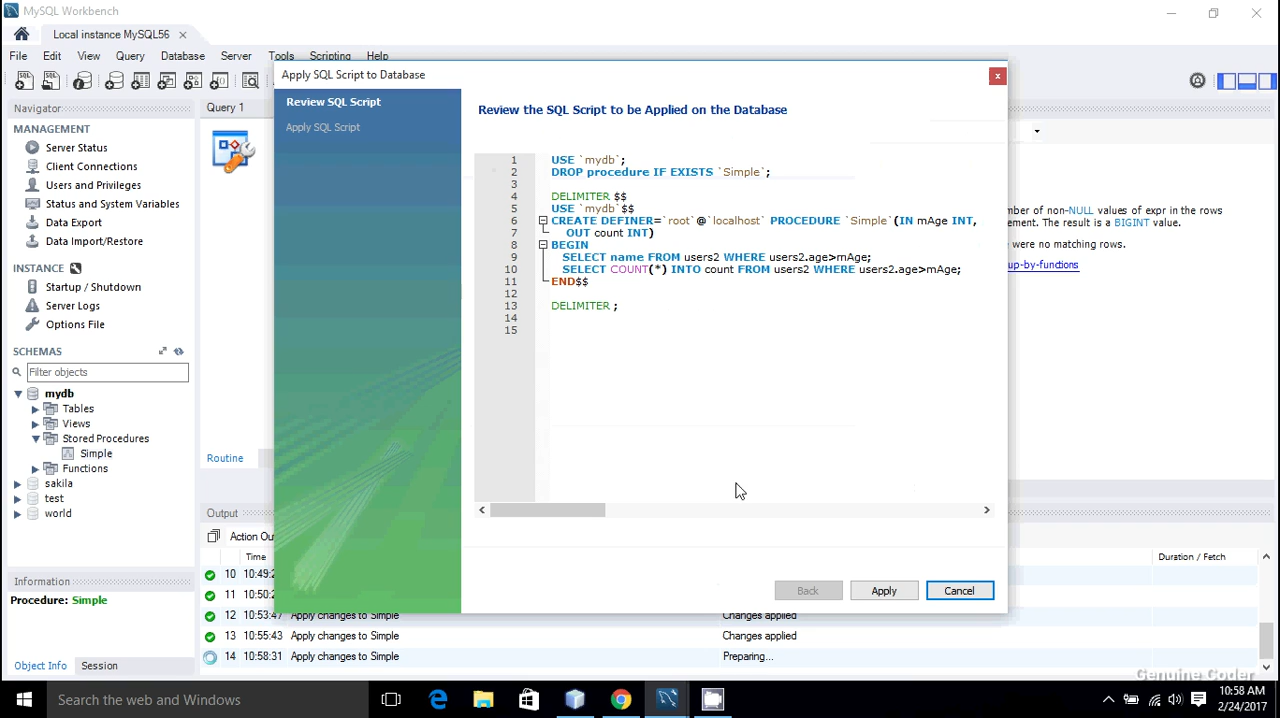 MySQL Workbench
Local instance MySQL56
File Edit View Query Database Server Tools Scripting Help
Apply SQL Script to Database
Navigator
Query 1
Review SQL Script
Apply SQL Script
Review the SQL Script to be Applied on the Database
MANAGEMENT
Server Status
Client Connections
Users and Privileges
Status and System Variables
Data Export
Data Import/Restore
INSTANCE
Startup / Shutdown
Server Logs
Options File
SCHEMAS
Filter objects
mydb
Tables
Views
Stored Procedures
Simple
Functions
sakila
test
world
Information
Procedure: Simple
Object Info Session
1 USE `mydb`;
2 DROP procedure IF EXISTS `Simple`;
3
4 DELIMITER $$
5 USE `mydb`$$
6 CREATE DEFINER=`root`@`localhost` PROCEDURE `Simple`(IN mAge INT,
7 OUT count INT)
8 BEGIN
9 SELECT name FROM users2 WHERE users2.age>mAge;
10 SELECT COUNT(*) INTO count FROM users2 WHERE users2.age>mAge;
11 END$$
12
13 DELIMITER ;
14
15
Back Apply Cancel
mber of non-NULL values of expr in the rows
ement. The result is a BIGINT value.
were no matching rows.
up-by-functions
Routine
Output
Action Ou
Time
Duration / Fetch
10 10:49:2
11 10:50:2
12 10:53:47 Apply changes to Simple Changes applied
13 10:55:43 Apply changes to Simple Changes applied
14 10:58:31 Apply changes to Simple Preparing...
Genuine Coder
Search the web and Windows
10:58 AM
2/24/2017